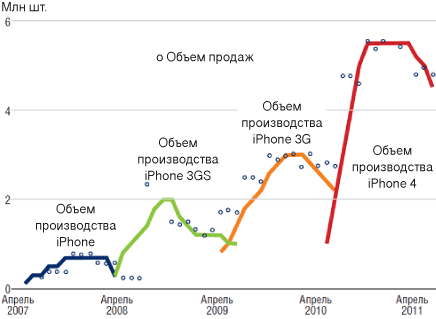 Млн шт.
6
о Объем продаж
Объем
производства
iPhone 3G
4
Объем
производства
iPhone 3GS
Объем
производства
iPhone 4
2
Объем
производства
iPhone
0
Апрель
2007
Апрель
2008
Апрель
2009
Апрель
2010
Апрель
2011